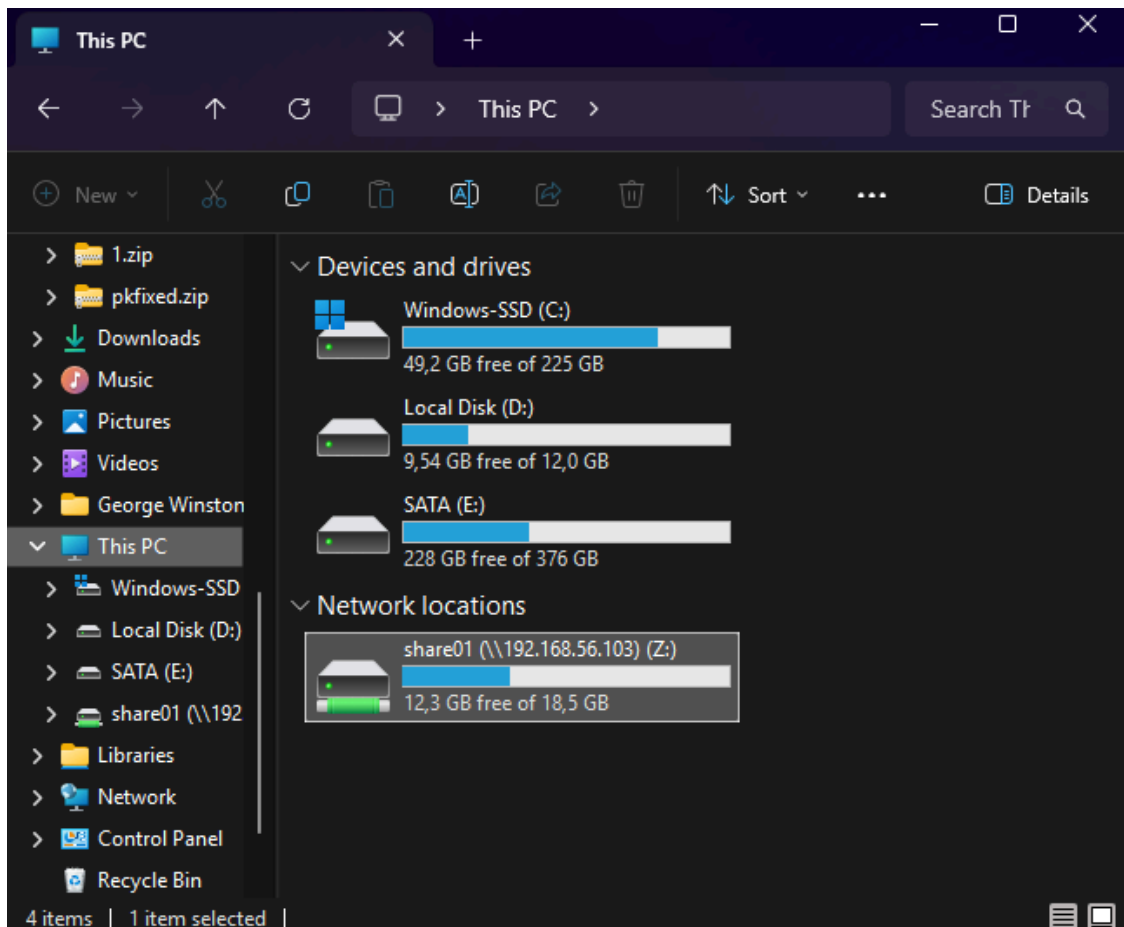 This PC
This PC
Search Th
New
Sort
Details
1.zip
pkfixed.zip
Downloads
Music
Pictures
Videos
George Winston
This PC
Windows-SSD
Local Disk (D:)
SATA (E:)
share01 (\\192
Libraries
Network
Control Panel
Recycle Bin
Devices and drives
Windows-SSD (C:)
49,2 GB free of 225 GB
Local Disk (D:)
9,54 GB free of 12,0 GB
SATA (E:)
228 GB free of 376 GB
Network locations
share01 (\\192.168.56.103) (Z:)
12,3 GB free of 18,5 GB
4 items | 1 item selected |